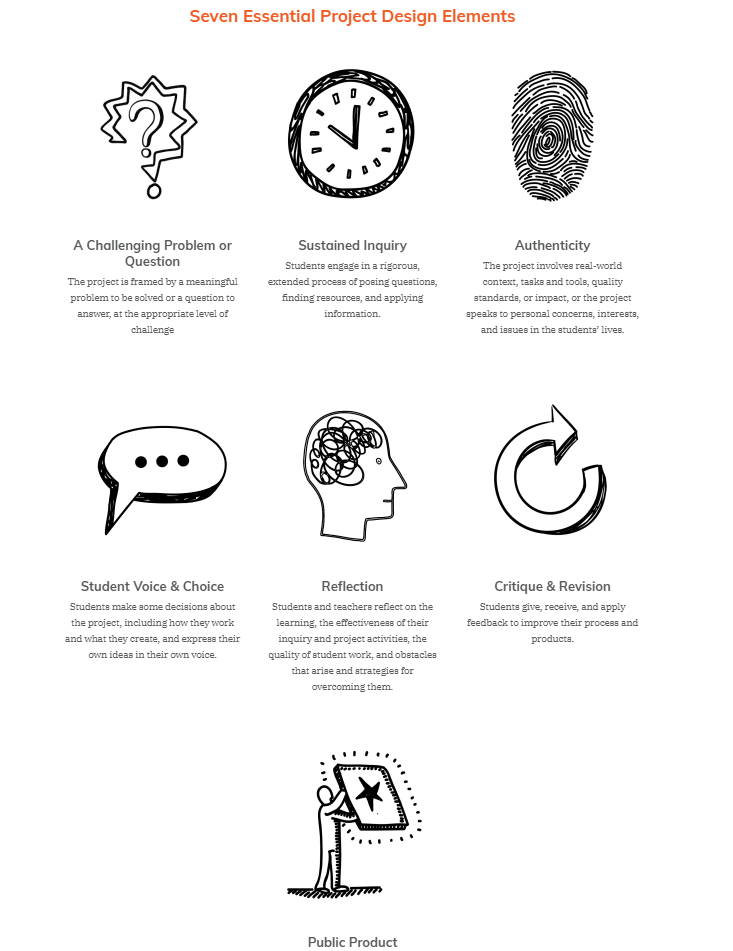 Seven Essential Project Design Elements
A Challenging Problem or
Question
The project is framed by a meaningful
problem to be solved or a question to
answer, at the appropriate level of
challenge
Sustained Inquiry
Students engage in a rigorous,
extended process of posing questions,
finding resources, and applying
information.
Authenticity
The project involves real-world
context, tasks and tools, quality
standards, or impact, or the project
speaks to personal concerns, interests,
and issues in the students' lives.
Student Voice & Choice
Students make some decisions about
the project, including how they work
and what they create, and express their
own ideas in their own voice.
Reflection
Students and teachers reflect on the
learning, the effectiveness of their
inquiry and project activities, the
quality of student work, and obstacles
that arise and strategies for
overcoming them.
Critique & Revision
Students give, receive, and apply
feedback to improve their process and
products.
Public Product